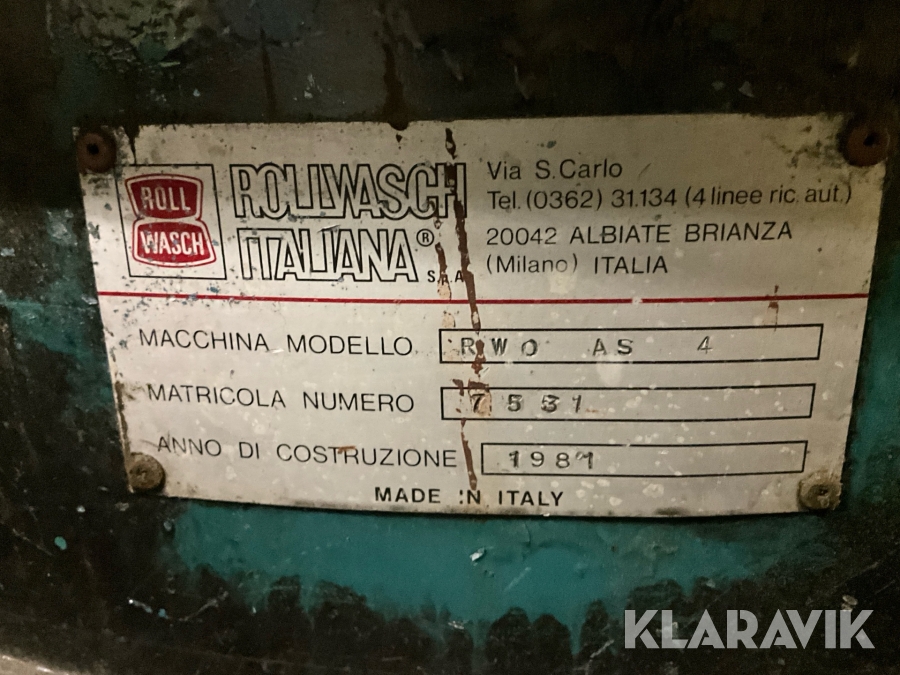 ROLL
WASCH
ROLLWASCH
ITALIANA® S.p.A.
Via S. Carlo
Tel. (0362) 31.134 (4 linee ric. aut.)
20042 ALBIATE BRIANZA
(Milano) ITALIA
MACCHINA MODELLO RWO AS 4
MATRICOLA NUMERO 7531
ANNO DI COSTRUZIONE 1981
MADE IN ITALY
KLARAVIK